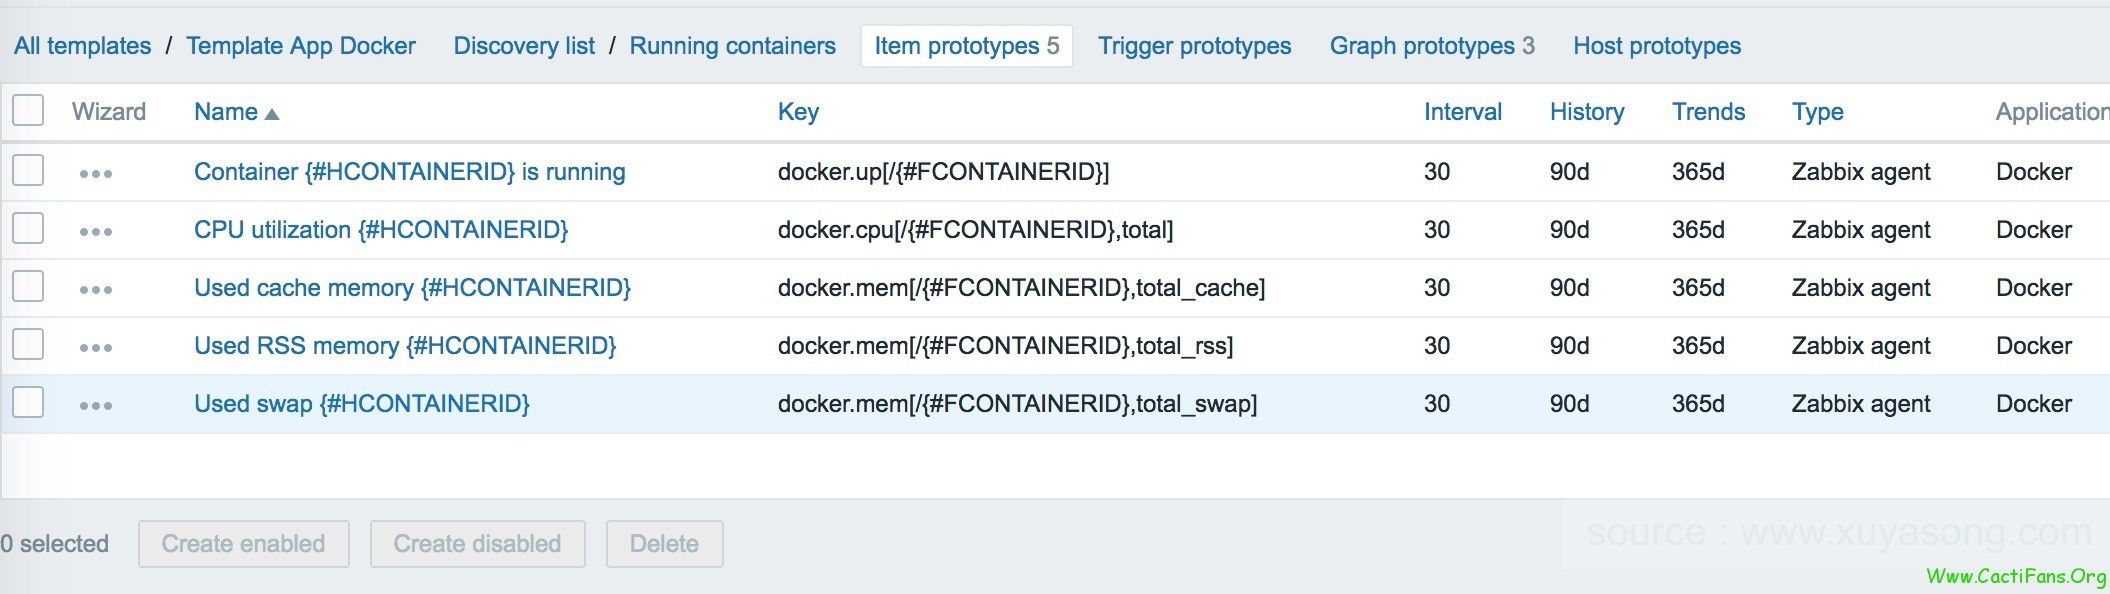 All templates / Template App Docker Discovery list / Running containers Item prototypes 5 Trigger prototypes Graph prototypes 3 Host prototypes
Wizard Name Key Interval History Trends Type Application
Container {#HCONTAINERID} is running docker.up[/{#FCONTAINERID}] 30 90d 365d Zabbix agent Docker
CPU utilization {#HCONTAINERID} docker.cpu[/{#FCONTAINERID},total] 30 90d 365d Zabbix agent Docker
Used cache memory {#HCONTAINERID} docker.mem[/{#FCONTAINERID},total_cache] 30 90d 365d Zabbix agent Docker
Used RSS memory {#HCONTAINERID} docker.mem[/{#FCONTAINERID},total_rss] 30 90d 365d Zabbix agent Docker
Used swap {#HCONTAINERID} docker.mem[/{#FCONTAINERID},total_swap] 30 90d 365d Zabbix agent Docker
0 selected Create enabled Create disabled Delete
source : www.xuyasong.com
Www.CactiFans.Org